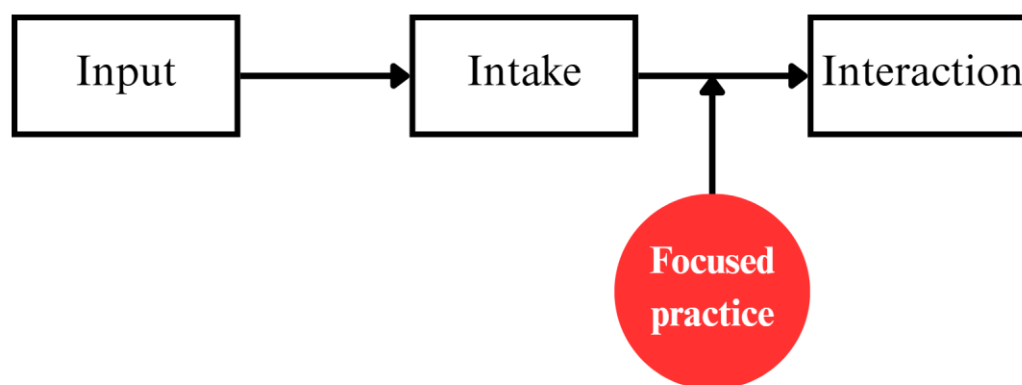 Input
Intake
Interaction
Focused
practice